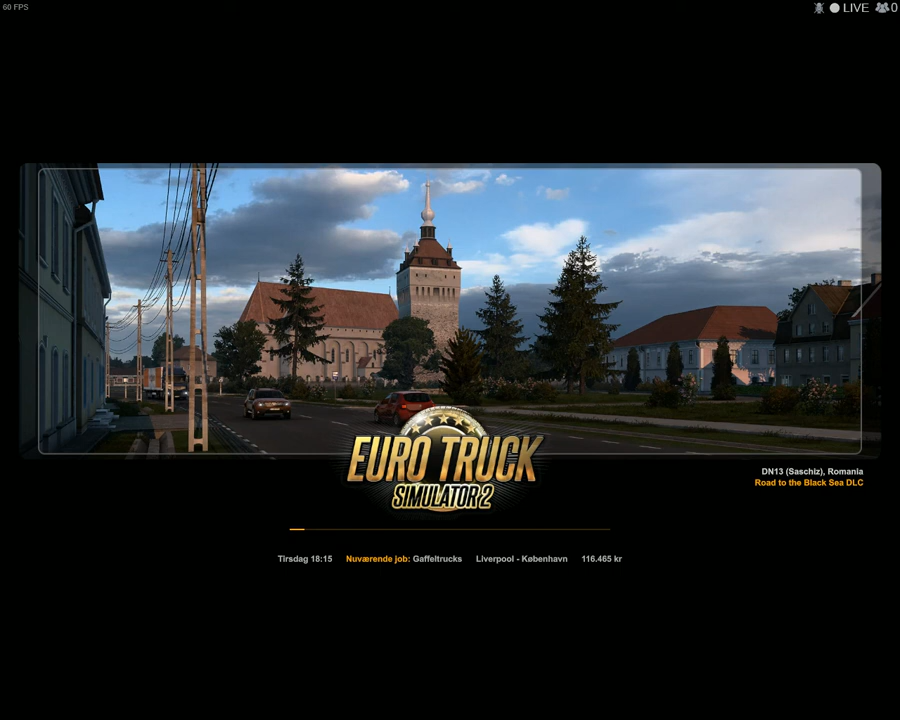 60 FPS
LIVE 0
EURO TRUCK
SIMULATOR 2
DN13 (Saschiz), Romania
Road to the Black Sea DLC
Tirsdag 18:15 Nuværende job: Gaffeltrucks Liverpool - København 116.465 kr